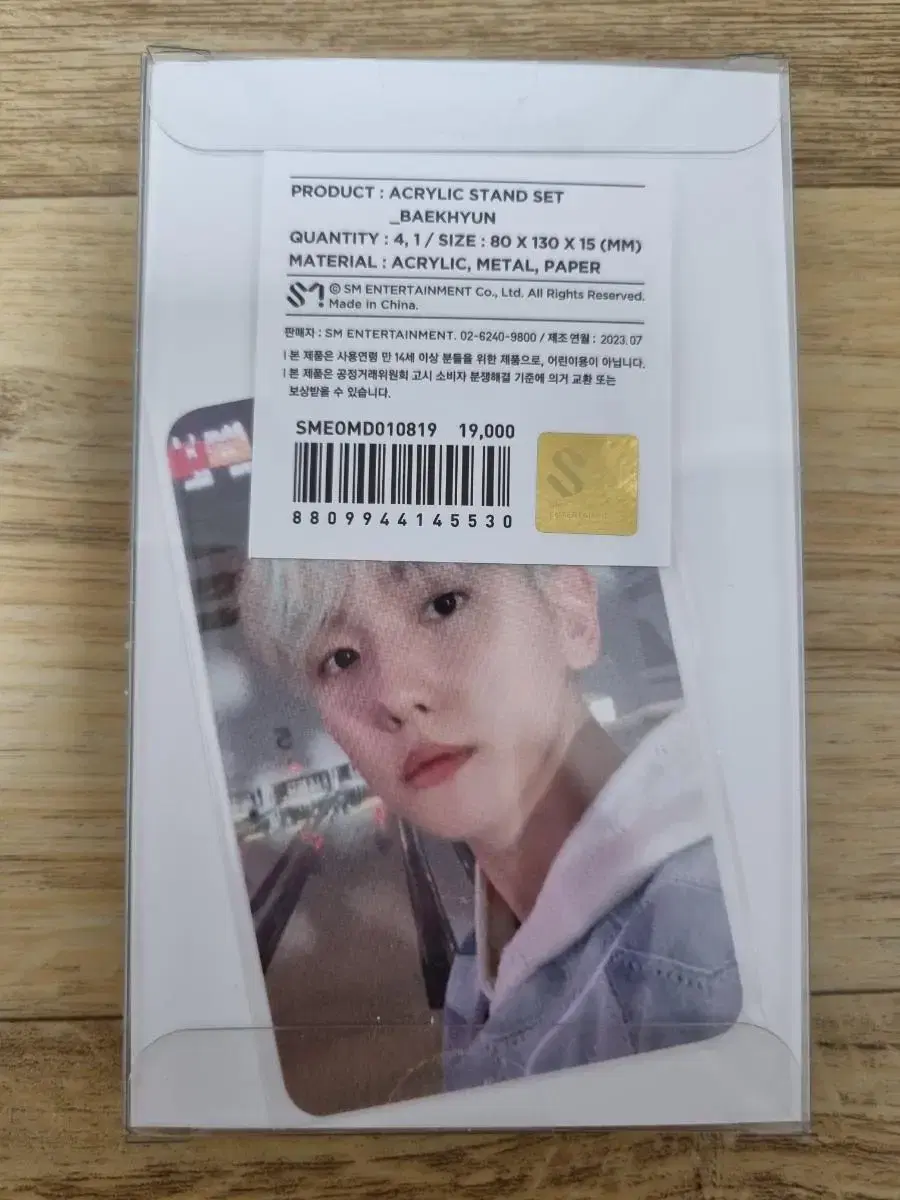 PRODUCT : ACRYLIC STAND SET
_BAEKHYUN
QUANTITY : 4, 1 / SIZE : 80 X 130 X 15 (MM)
MATERIAL : ACRYLIC, METAL, PAPER
SM © SM ENTERTAINMENT Co., Ltd. All Rights Reserved.
Made in China.
판매자 : SM ENTERTAINMENT. 02-6240-9800 / 제조연월 : 2023.07
본 제품은 사용연령 만 14세 이상 분들을 위한 제품으로, 어린이용이 아닙니다.
본 제품은 공정거래위원회 고시 소비자 분쟁해결 기준에 의거 교환 또는
보상받을 수 있습니다.
SMEOMD010819 19,000
8809944145530
ENTERTAINMENT
5